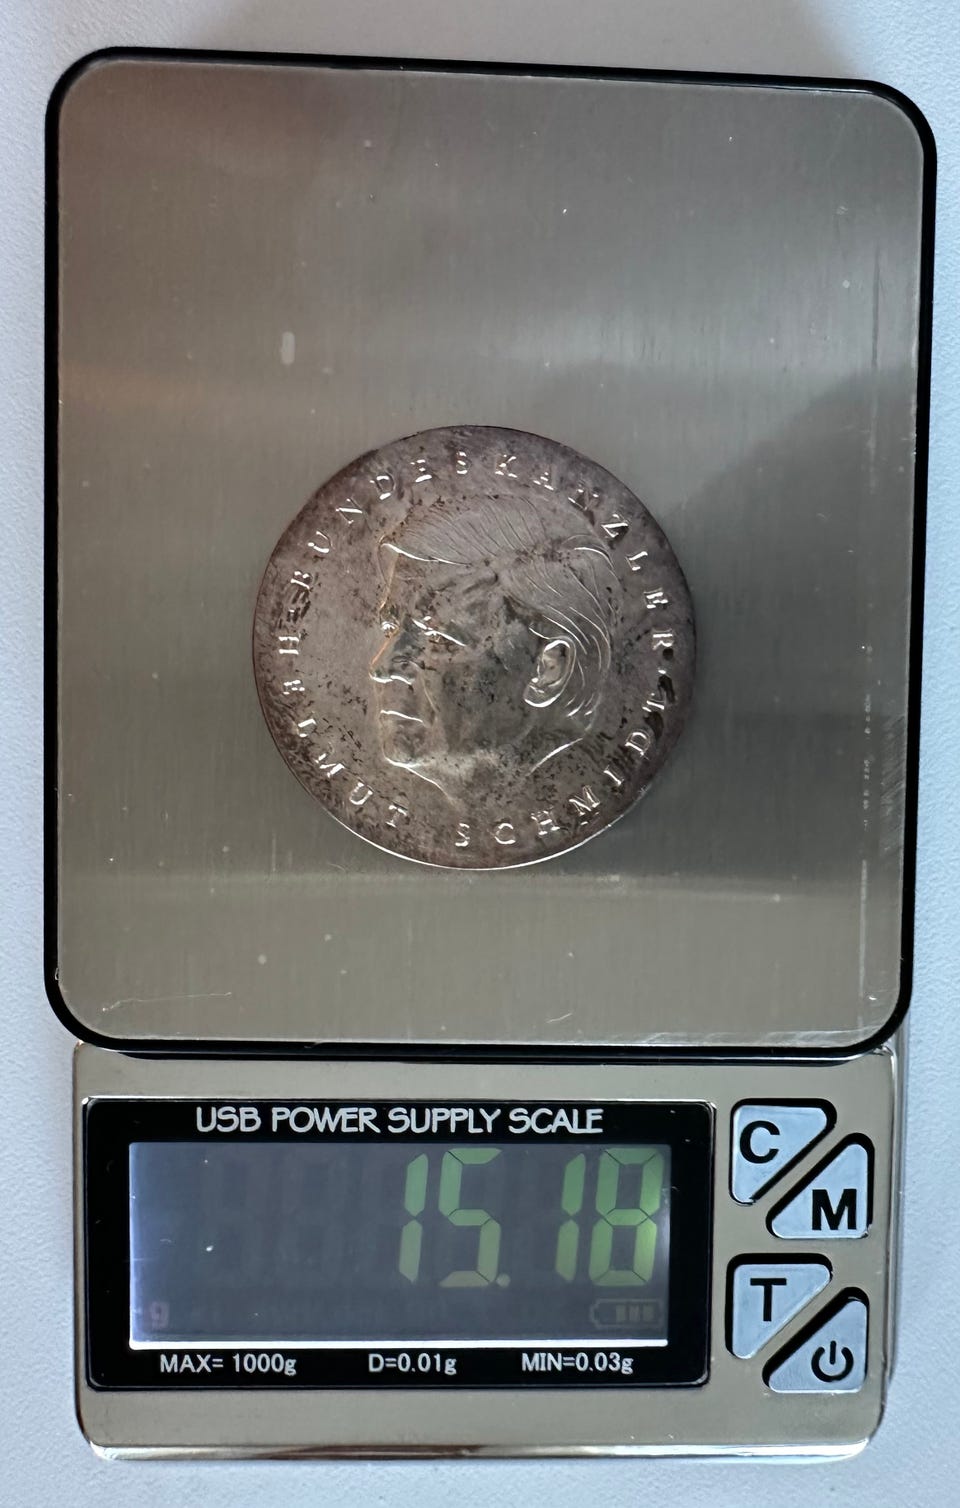 BUNDESKANZLER
HELMUT SCHMIDT
USB POWER SUPPLY SCALE
15.18
g
MAX= 1000g D=0.01g MIN=0.03g
C
M
T